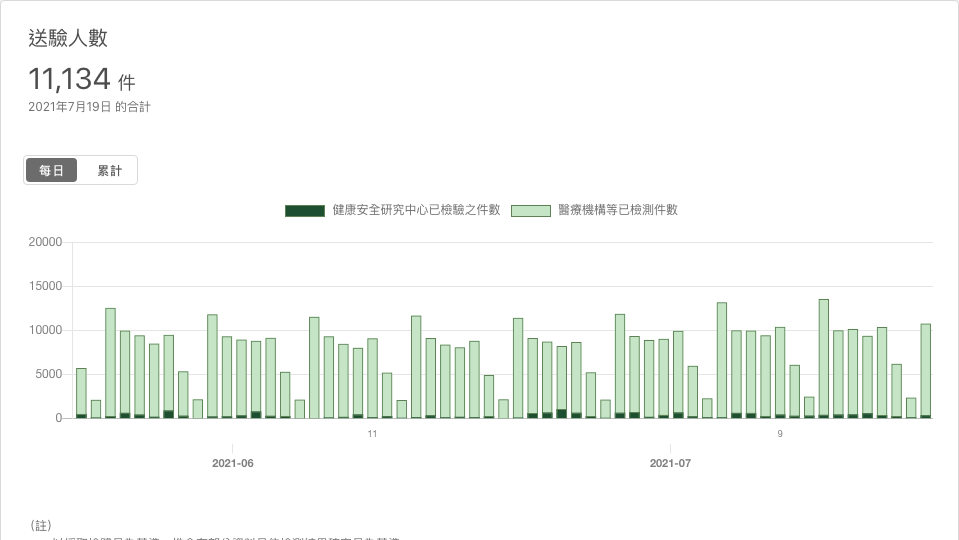 送驗人數
11,134 件
2021年7月19日 的合計
每日 累計
健康安全研究中心已檢驗之件數 醫療機構等已檢測件數
20000
15000
10000
5000
0
11 9
2021-06 2021-07
(註)